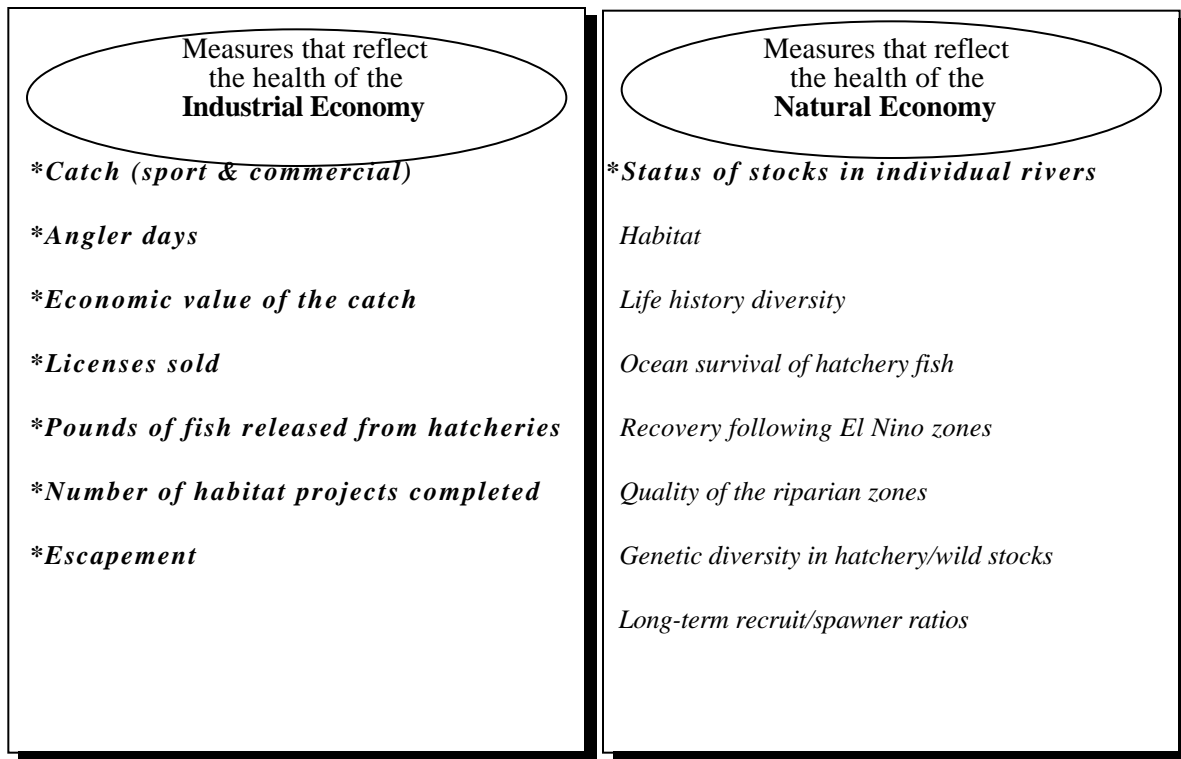 Measures that reflect
the health of the
Industrial Economy
*Catch (sport & commercial)
*Angler days
*Economic value of the catch
*Licenses sold
*Pounds of fish released from hatcheries
*Number of habitat projects completed
*Escapement
Measures that reflect
the health of the
Natural Economy
*Status of stocks in individual rivers
Habitat
Life history diversity
Ocean survival of hatchery fish
Recovery following El Nino zones
Quality of the riparian zones
Genetic diversity in hatchery/wild stocks
Long-term recruit/spawner ratios